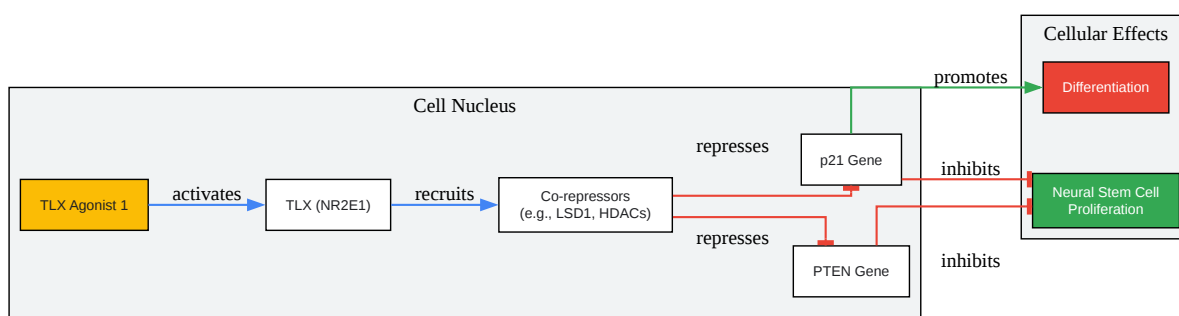 Cellular Effects
promotes
Differentiation
Cell Nucleus
represses
p21 Gene
inhibits
TLX Agonist 1
activates
TLX (NR2E1)
recruits
Co-repressors
(e.g., LSD1, HDACs)
Neural Stem Cell
Proliferation
represses
PTEN Gene
inhibits